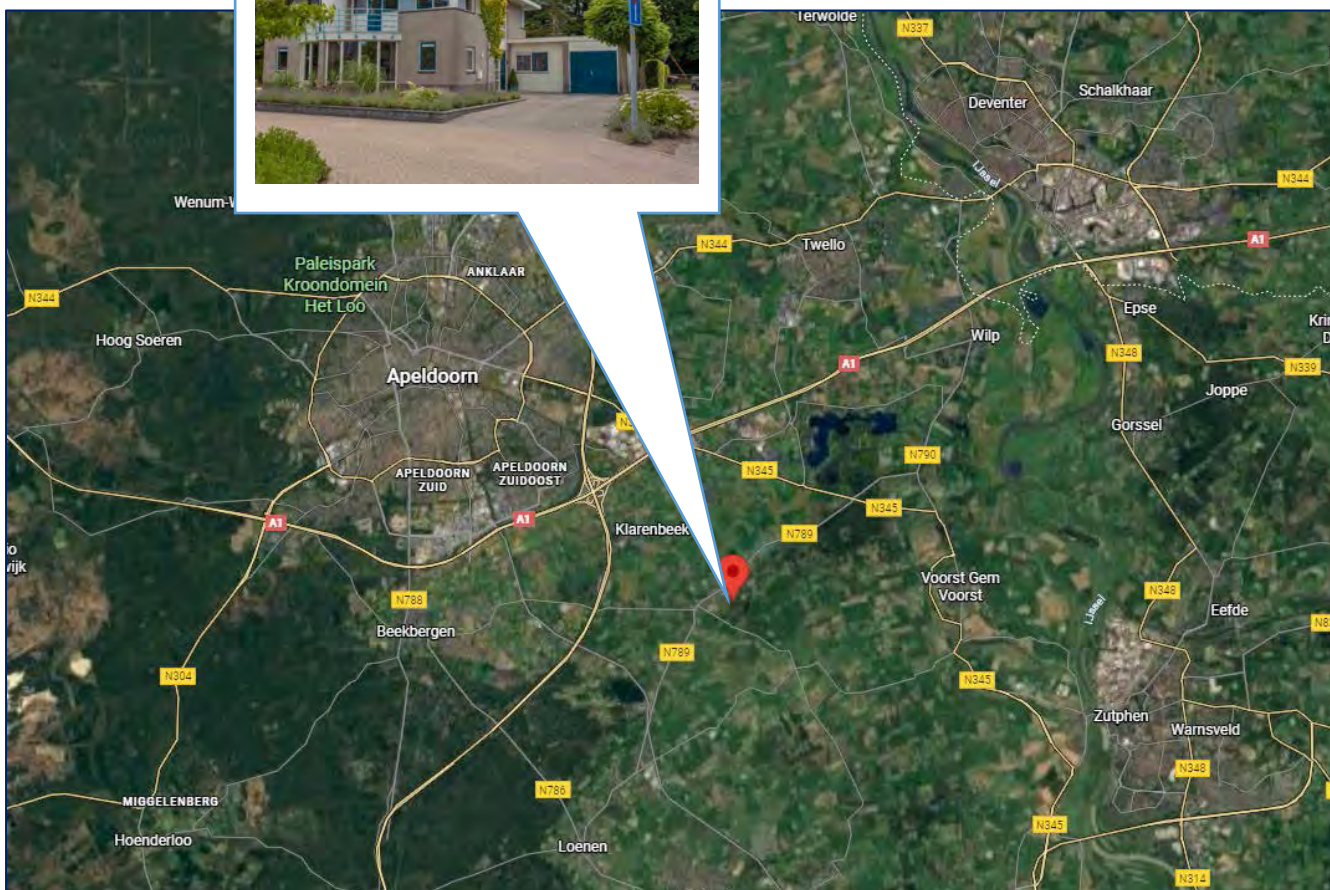 Terwolde
N337
Schalkhaar
Deventer
IJssel
N344
Wenum-W
N344
Twello
A1
Paleispark
Kroondomein
Het Loo
ANKLAAR
N344
Epse
Hoog Soeren
Wilp
N348
A1
N339
Apeldoorn
Joppe
Gorssel
N790
APELDOORN
ZUID
APELDOORN
ZUIDOOST
N345
N345
A1
A1
Klarenbeek
N789
Voorst Gem
Voorst
N788
N348
IJssel
Eefde
Beekbergen
N789
N304
N345
Zutphen
Warnsveld
N348
N786
MIGGELENBERG
Hoenderloo
Loenen
N345
N314